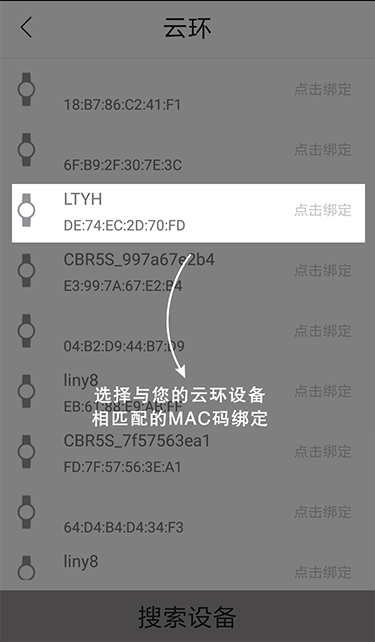 云环
点击绑定
18:B7:86:C2:41:F1
点击绑定
6F:B9:2F:30:7E:3C
LTYH
点击绑定
DE:74:EC:2D:70:FD
CBR5S_997a67e2b4
点击绑定
E3:99:7A:67:E2:B4
点击绑定
04:B2:D9:44:B7:D9
liny8
点击绑定
EB:61:88:E9:AB:FF
选择与您的云环设备
相匹配的MAC码绑定
CBR5S_7f57563ea1
点击绑定
FD:7F:57:56:3E:A1
点击绑定
64:D4:B4:D4:34:F3
liny8
点击绑定
搜索设备